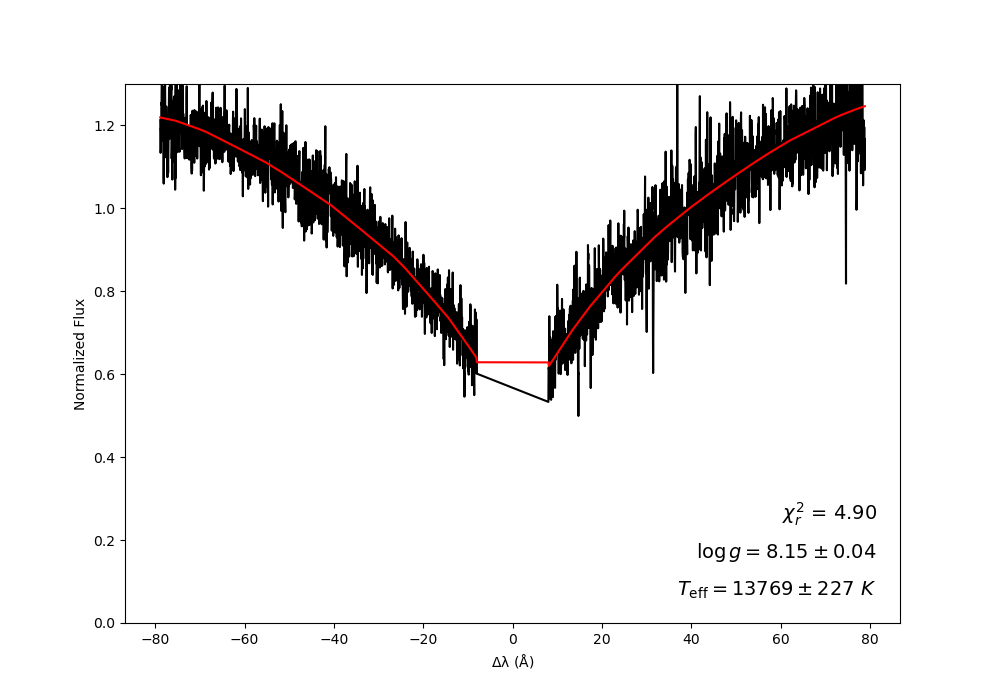 1.2
1.0
0.8
0.6
0.4
0.2
0.0
Normalized Flux
χ²ᵣ = 4.90
log g = 8.15 ± 0.04
T_eff = 13769 ± 227 K
−80 −60 −40 −20 0 20 40 60 80
Δλ (Å)